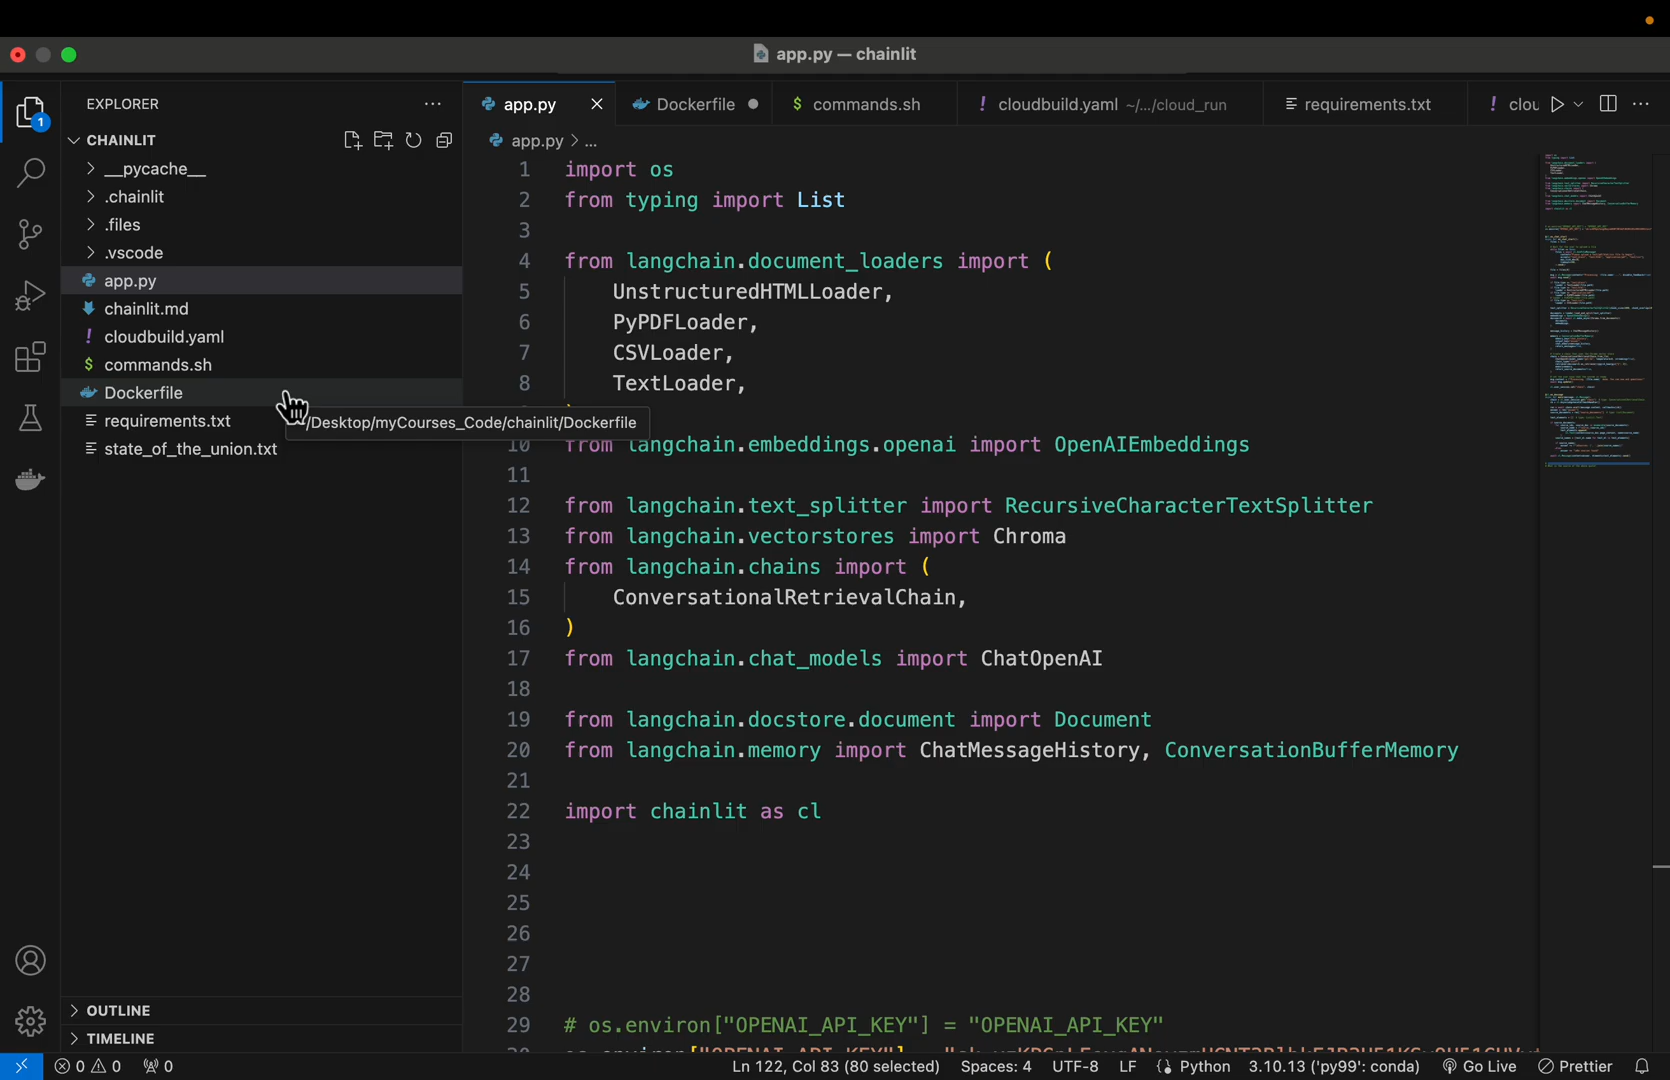 app.py — chainlit
EXPLORER
CHAINLIT
__pycache__
.chainlit
.files
.vscode
app.py
chainlit.md
! cloudbuild.yaml
$ commands.sh
Dockerfile
requirements.txt
state_of_the_union.txt
OUTLINE
TIMELINE
1
app.py
Dockerfile
$ commands.sh
! cloudbuild.yaml ~/.../cloud_run
requirements.txt
! clou
app.py > ...
1 import os
2 from typing import List
3
4 from langchain.document_loaders import (
5 UnstructuredHTMLLoader,
6 PyPDFLoader,
7 CSVLoader,
8 TextLoader,
/Desktop/myCourses_Code/chainlit/Dockerfile
10 from langchain.embeddings.openai import OpenAIEmbeddings
11
12 from langchain.text_splitter import RecursiveCharacterTextSplitter
13 from langchain.vectorstores import Chroma
14 from langchain.chains import (
15 ConversationalRetrievalChain,
16 )
17 from langchain.chat_models import ChatOpenAI
18
19 from langchain.docstore.document import Document
20 from langchain.memory import ChatMessageHistory, ConversationBufferMemory
21
22 import chainlit as cl
23
24
25
26
27
28
29 # os.environ["OPENAI_API_KEY"] = "OPENAI_API_KEY"
0 0 0
Ln 122, Col 83 (80 selected) Spaces: 4 UTF-8 LF Python 3.10.13 ('py99': conda) Go Live Prettier